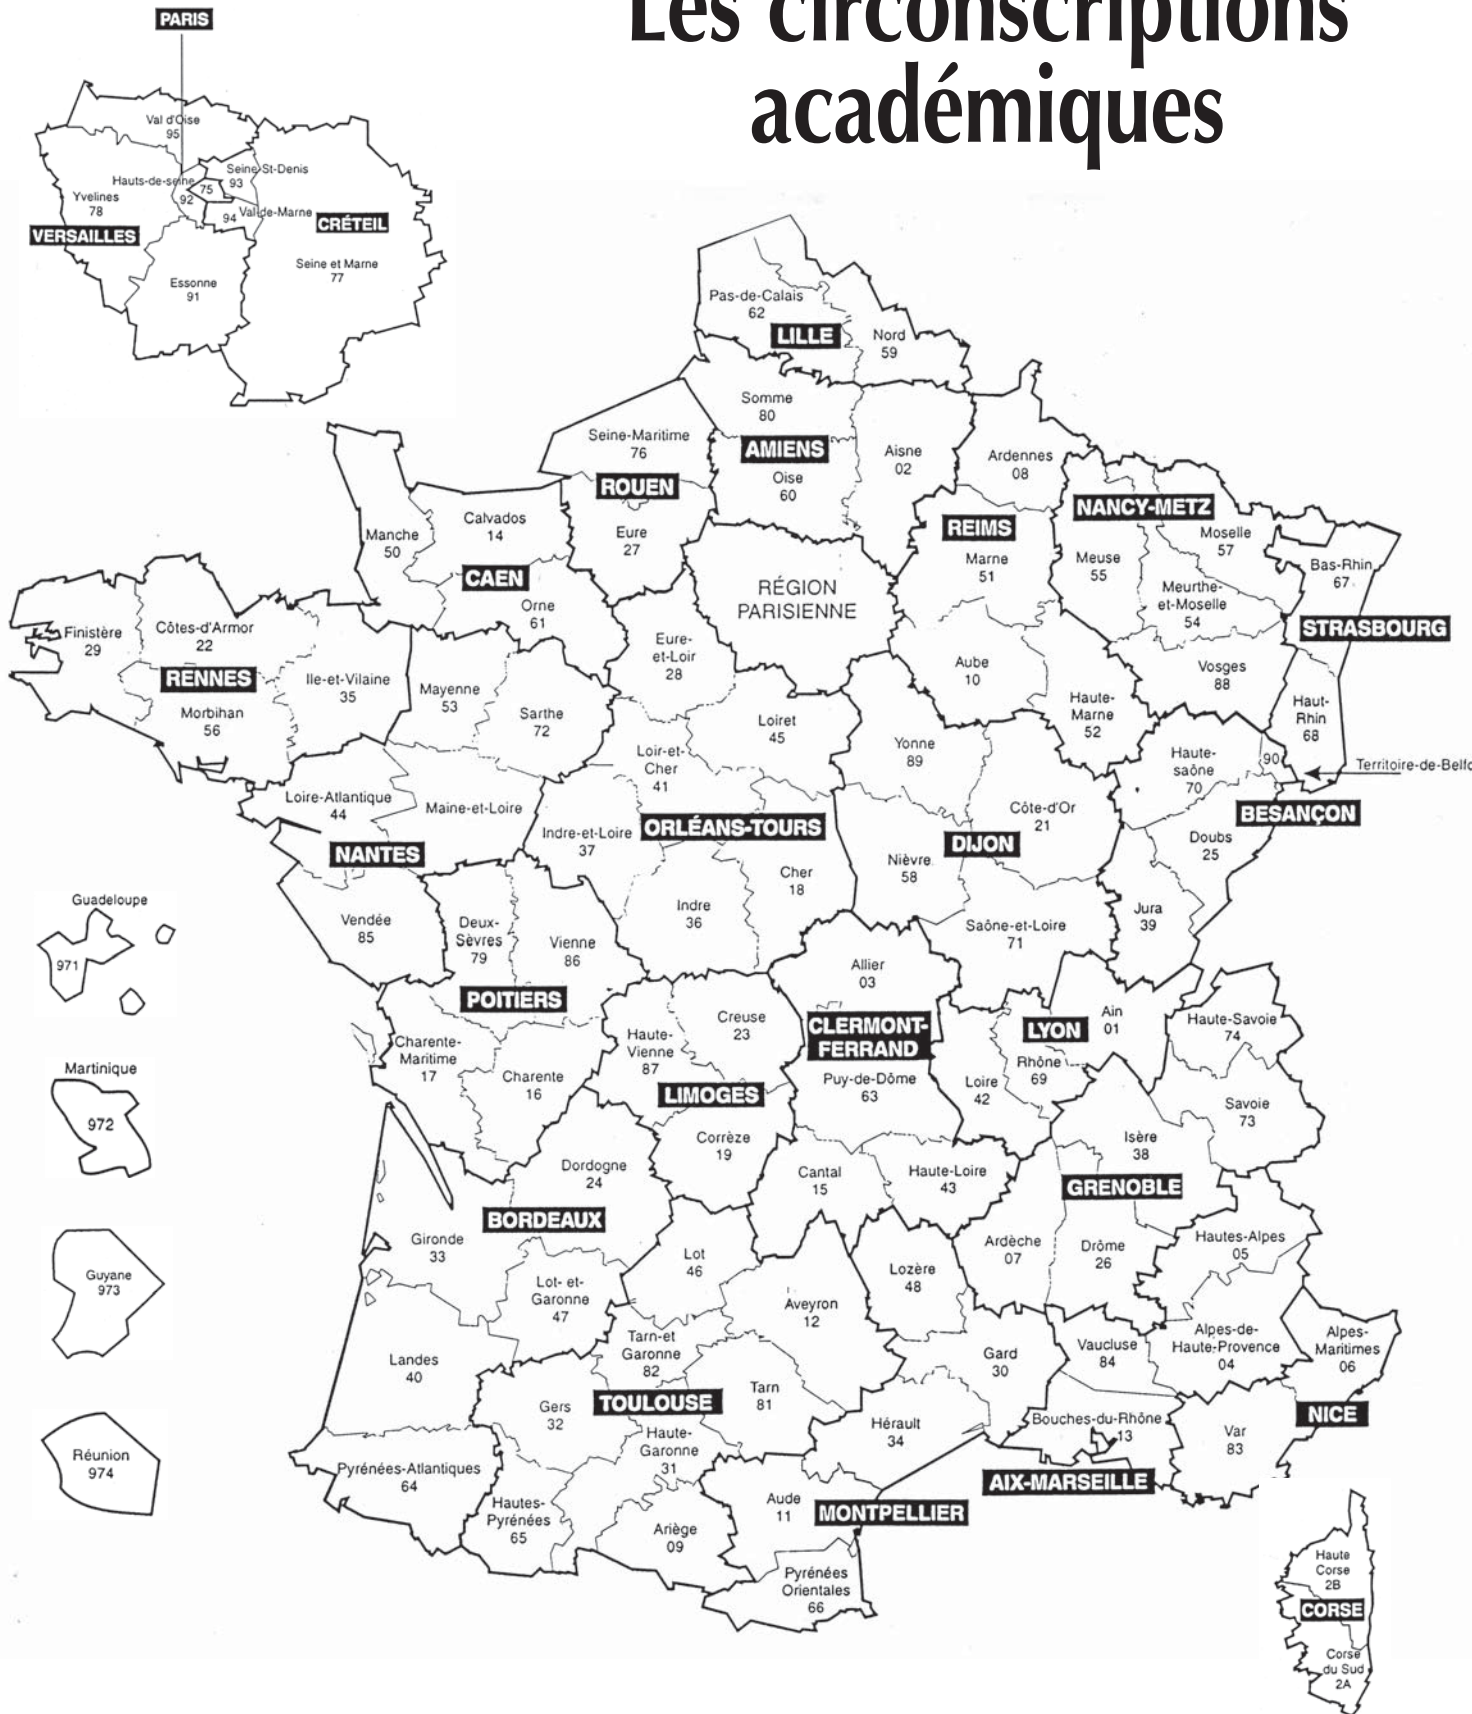 Les circonscriptions
académiques
PARIS
Val d'Oise
95
Hauts-de-seine
92
75
Seine-St-Denis
93
Yvelines
78
94
Val-de-Marne
CRÉTEIL
VERSAILLES
Seine et Marne
77
Essonne
91
Pas-de-Calais
62
LILLE
Nord
59
Somme
80
AMIENS
Oise
60
Aisne
02
Seine-Maritime
76
ROUEN
Eure
27
Ardennes
08
REIMS
Marne
51
NANCY-METZ
Moselle
57
Meuse
55
Meurthe-
et-Moselle
54
Bas-Rhin
67
STRASBOURG
Manche
50
Calvados
14
CAEN
Orne
61
RÉGION
PARISIENNE
Finistère
29
Côtes-d'Armor
22
RENNES
Morbihan
56
Ile-et-Vilaine
35
Mayenne
53
Sarthe
72
Eure-
et-Loir
28
Aube
10
Haute-
Marne
52
Vosges
88
Haut-
Rhin
68
Loiret
45
Loir-et-
Cher
41
Yonne
89
Haute-
saône
70
90
Territoire-de-Belfo
BESANÇON
Loire-Atlantique
44
Maine-et-Loire
NANTES
Indre-et-Loire
37
ORLÉANS-TOURS
Côte-d'Or
21
DIJON
Doubs
25
Nièvre
58
Cher
18
Indre
36
Vendée
85
Deux-
Sèvres
79
Vienne
86
Saône-et-Loire
71
Jura
39
Guadeloupe
971
Allier
03
POITIERS
Creuse
23
CLERMONT-
FERRAND
LYON
Ain
01
Haute-Savoie
74
Charente-
Maritime
17
Charente
16
Haute-
Vienne
87
LIMOGES
Puy-de-Dôme
63
Loire
42
Rhône
69
Savoie
73
Martinique
972
Corrèze
19
Isère
38
Dordogne
24
Cantal
15
Haute-Loire
43
GRENOBLE
BORDEAUX
Gironde
33
Lot
46
Lozère
48
Ardèche
07
Drôme
26
Hautes-Alpes
05
Guyane
973
Lot- et-
Garonne
47
Aveyron
12
Tarn-et
Garonne
82
Gard
30
Vaucluse
84
Alpes-de-
Haute-Provence
04
Alpes-
Maritimes
06
Landes
40
Gers
32
TOULOUSE
Tarn
81
Hérault
34
Bouches-du-Rhône
13
Var
83
NICE
Réunion
974
Haute-
Garonne
31
Pyrénées-Atlantiques
64
Hautes-
Pyrénées
65
Ariège
09
Aude
11
MONTPELLIER
AIX-MARSEILLE
Pyrénées
Orientales
66
Haute
Corse
2B
CORSE
Corse
du Sud
2A